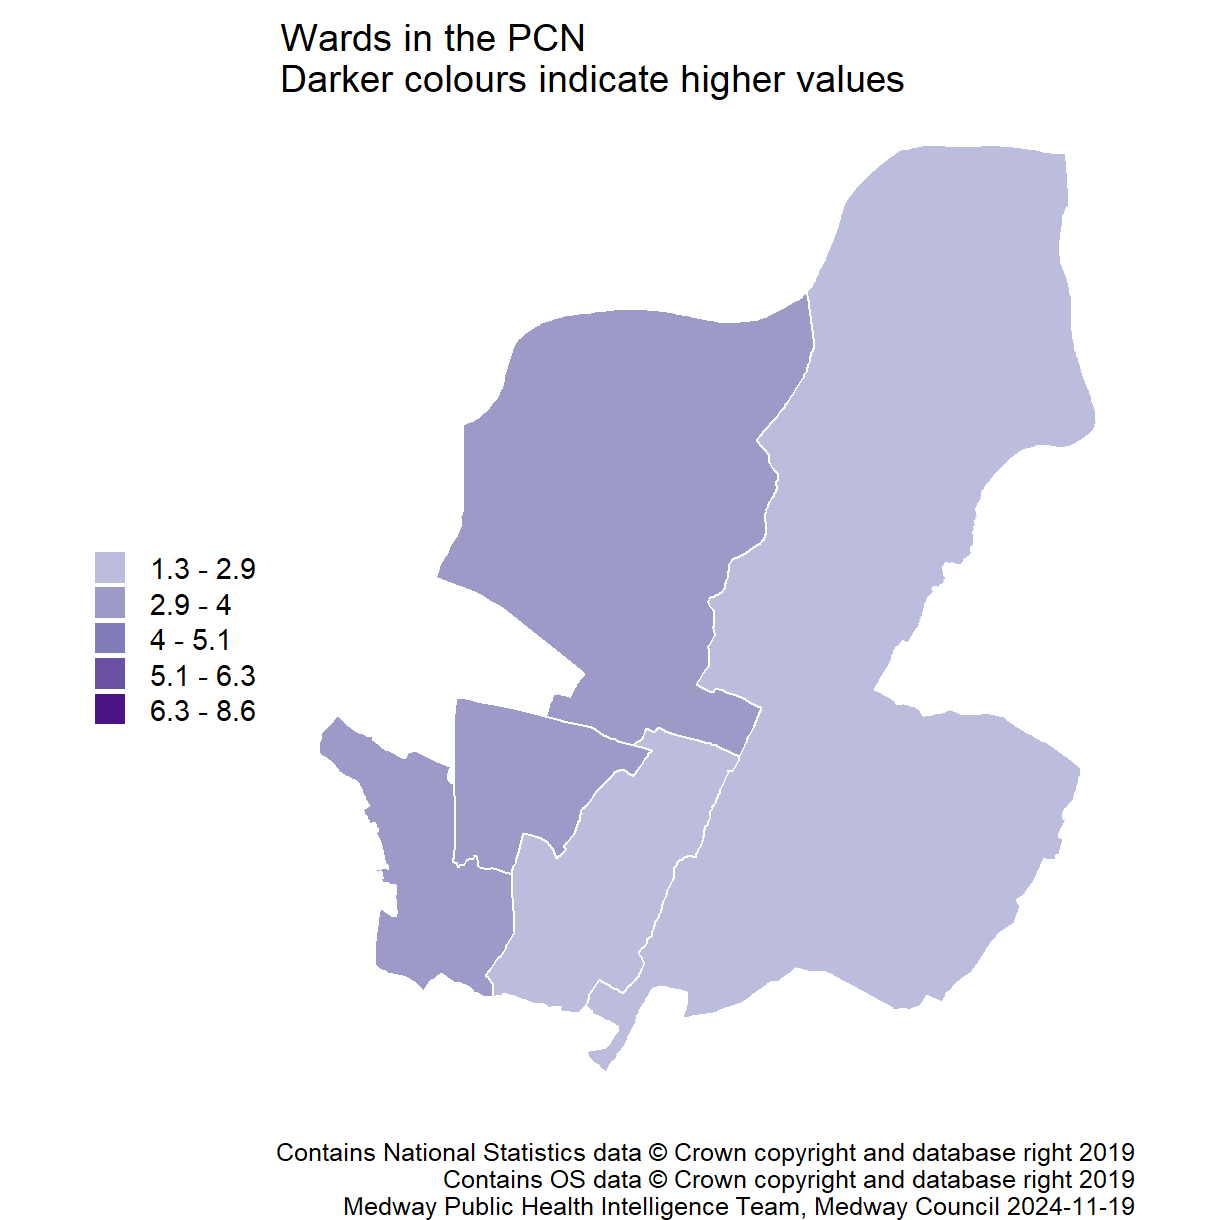 Wards in the PCN
Darker colours indicate higher values
1.3 - 2.9
2.9 - 4
4 - 5.1
5.1 - 6.3
6.3 - 8.6
Contains National Statistics data © Crown copyright and database right 2019
Contains OS data © Crown copyright and database right 2019
Medway Public Health Intelligence Team, Medway Council 2024-11-19